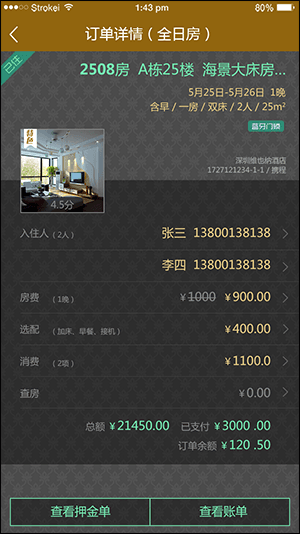 Strokei
1:43 pm
80%
订单详情（全日房）
已住
2508房 A栋25楼 海景大床房...
5月25日-5月26日 1晚
含早 / 一房 / 双床 / 2人 / 25m²
蓝牙门锁
深圳维也纳酒店
1727121234-1-1 / 携程
4.5分
入住人（2人） 张三 13800138138
李四 13800138138
房费（1晚） ¥1000 ¥900.00
选配（加床、早餐、接机） ¥400.00
消费（2项） ¥1100.0
查房 ¥0.00
总额 ¥21450.00 已支付 ¥3000 .00
订单余额 ¥120 .50
查看押金单 查看账单